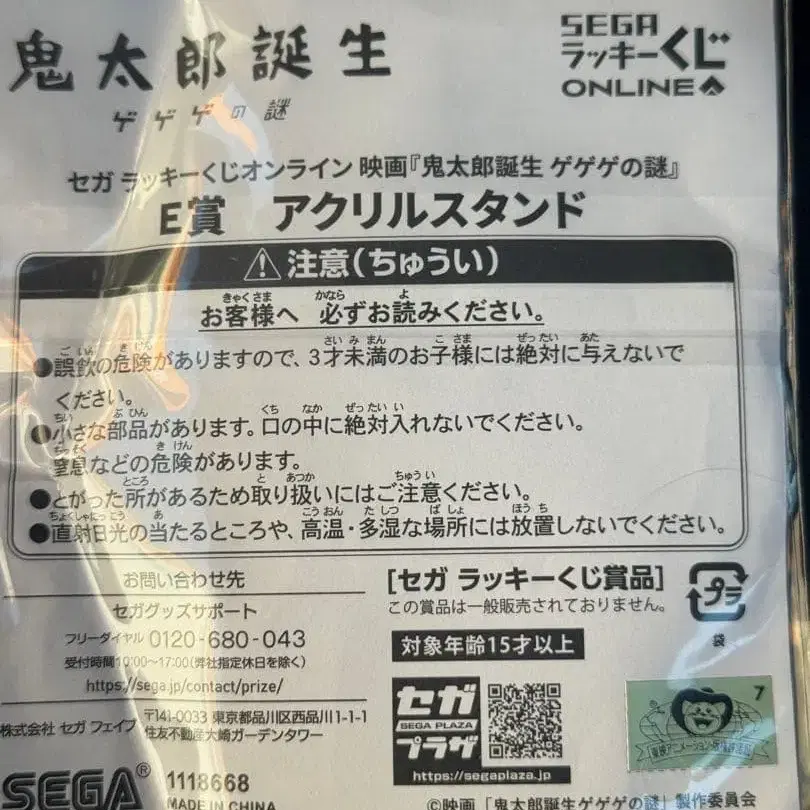 鬼太郎誕生
ゲゲゲの謎
SEGA
ラッキーくじ
ONLINE
セガ ラッキーくじオンライン 映画『鬼太郎誕生 ゲゲゲの謎』
E賞 アクリルスタンド
注意(ちゅうい)
お客様へ 必ずお読みください。
●誤飲の危険がありますので、3才未満のお子様には絶対に与えないで
ください。
●小さな部品があります。口の中に絶対入れないでください。
窒息などの危険があります。
●とがった所があるため取り扱いにはご注意ください。
●直射日光の当たるところや、高温・多湿な場所には放置しないでください。
お問い合わせ先
セガグッズサポート
フリーダイヤル 0120-680-043
受付時間10:00〜17:00(弊社指定休日を除く)
https://sega.jp/contact/prize/
株式会社 セガ フェイブ 〒141-0033 東京都品川区西品川1-1-1
住友不動産大崎ガーデンタワー
SEGA® 1118668
MADE IN CHINA
[セガ ラッキーくじ賞品]
この賞品は一般販売されておりません。
プラ
袋
対象年齢15才以上
セガ
SEGA PLAZA
プラザ
https://segaplaza.jp
7
©映画「鬼太郎誕生ゲゲゲの謎」製作委員会